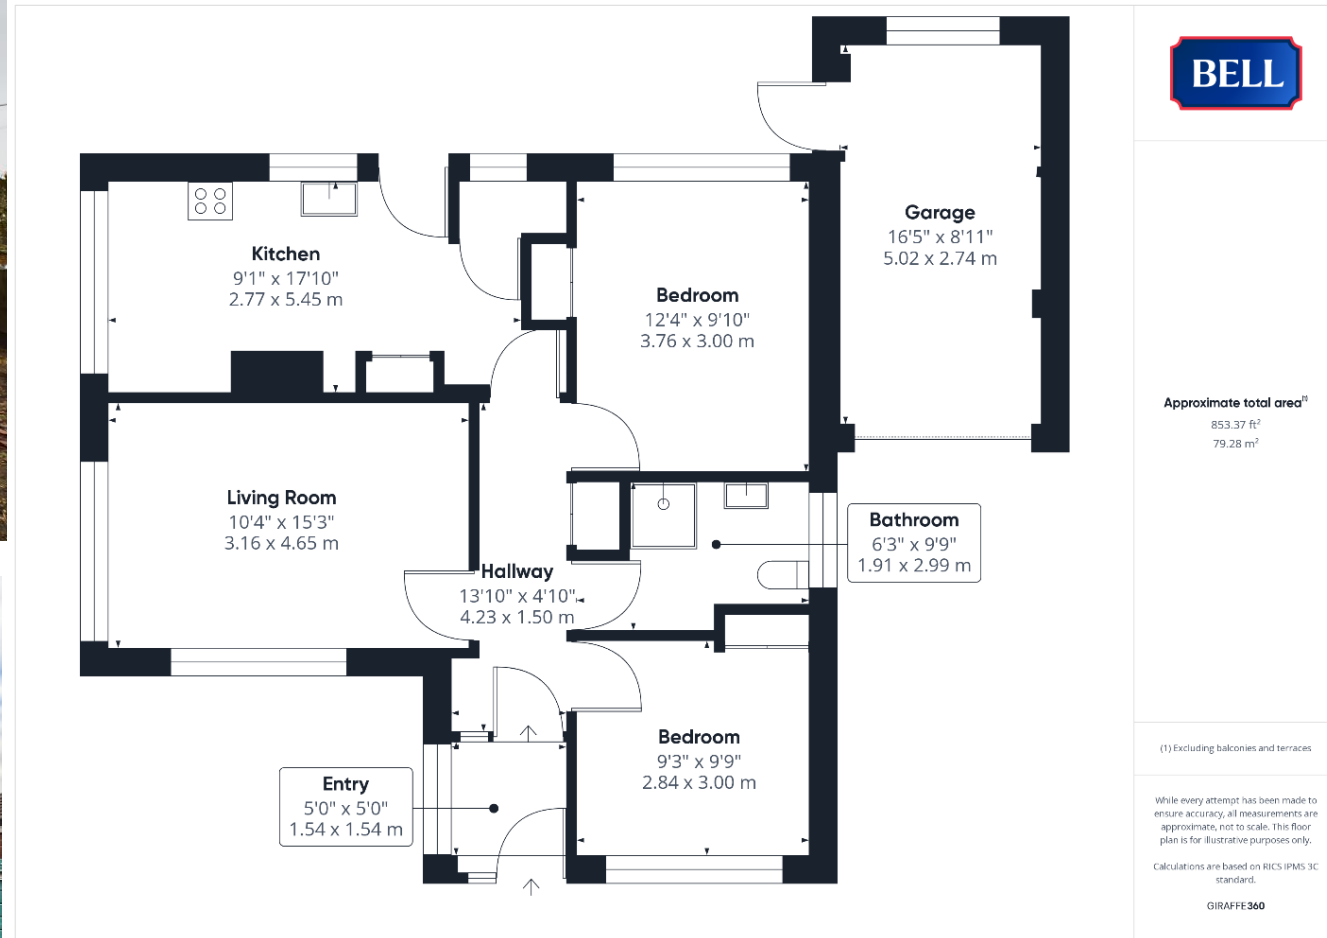 BELL
Garage
16'5" x 8'11"
5.02 x 2.74 m
Kitchen
9'1" x 17'10"
2.77 x 5.45 m
Bedroom
12'4" x 9'10"
3.76 x 3.00 m
Living Room
10'4" x 15'3"
3.16 x 4.65 m
Hallway
13'10" x 4'10"
4.23 x 1.50 m
Bathroom
6'3" x 9'9"
1.91 x 2.99 m
Entry
5'0" x 5'0"
1.54 x 1.54 m
Bedroom
9'3" x 9'9"
2.84 x 3.00 m
Approximate total area(1)
853.37 ft²
79.28 m²
(1) Excluding balconies and terraces
While every attempt has been made to
ensure accuracy, all measurements are
approximate, not to scale. This floor
plan is for illustrative purposes only.
Calculations are based on RICS IPMS 3C
standard.
GIRAFFE360